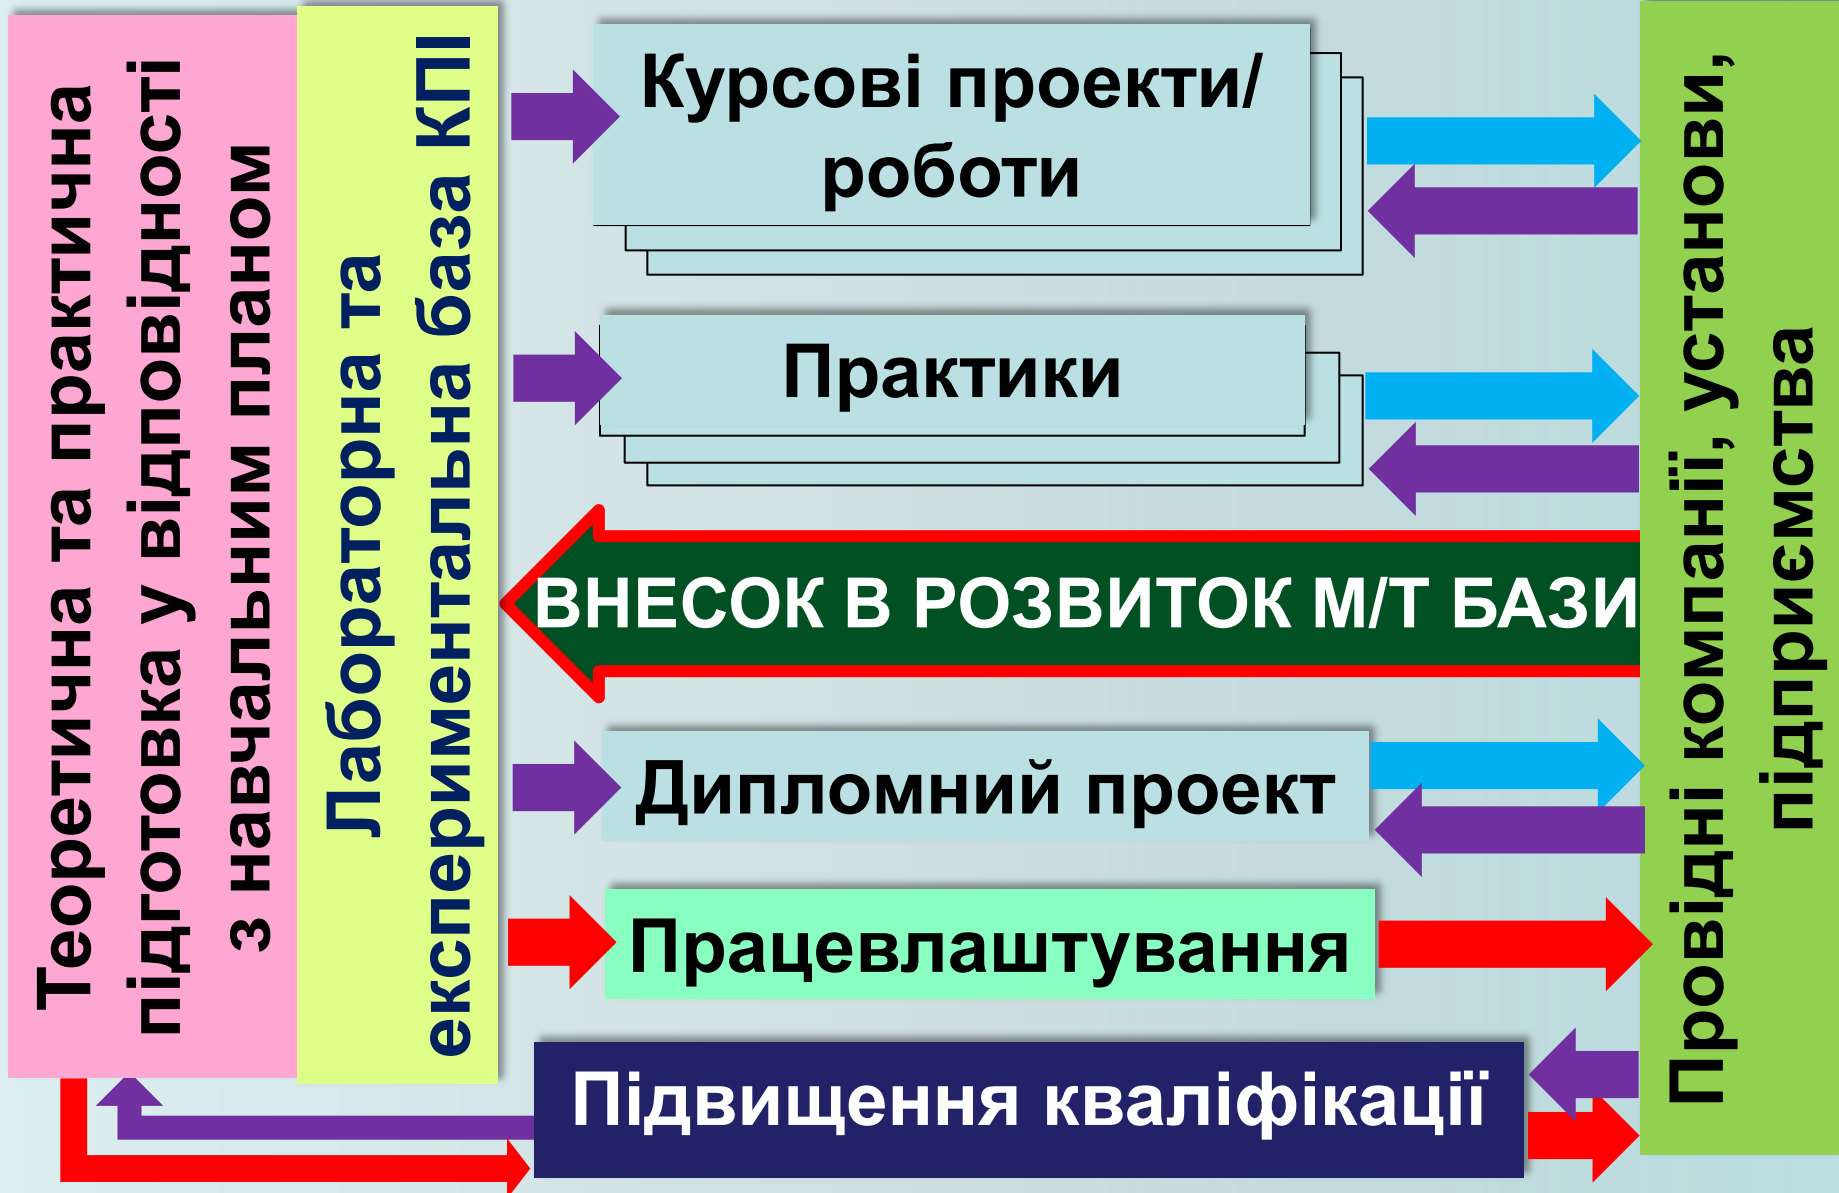 Теоретична та практична
підготовка у відповідності
з навчальним планом
Лабораторна та
експериментальна база КПІ
Курсові проекти/
роботи
Практики
ВНЕСОК В РОЗВИТОК М/Т БАЗИ
Дипломний проект
Працевлаштування
Підвищення кваліфікації
Провідні компанії, установи,
підприємства